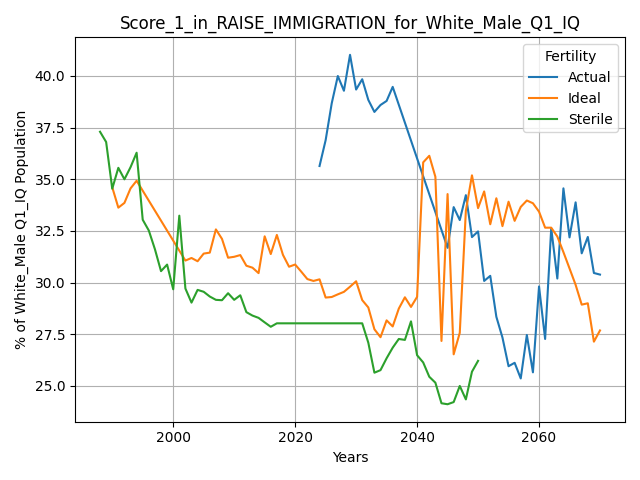 Score_1_in_RAISE_IMMIGRATION_for_White_Male_Q1_IQ
% of White_Male Q1_IQ Population
40.0
37.5
35.0
32.5
30.0
27.5
25.0
Fertility
Actual
Ideal
Sterile
2000
2020
2040
2060
Years